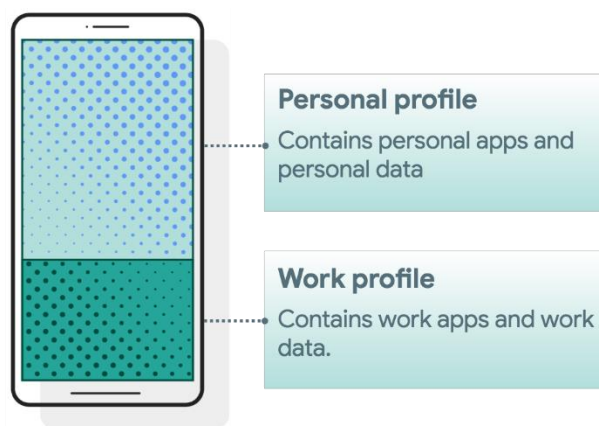 Personal profile
Contains personal apps and
personal data
Work profile
Contains work apps and work
data.